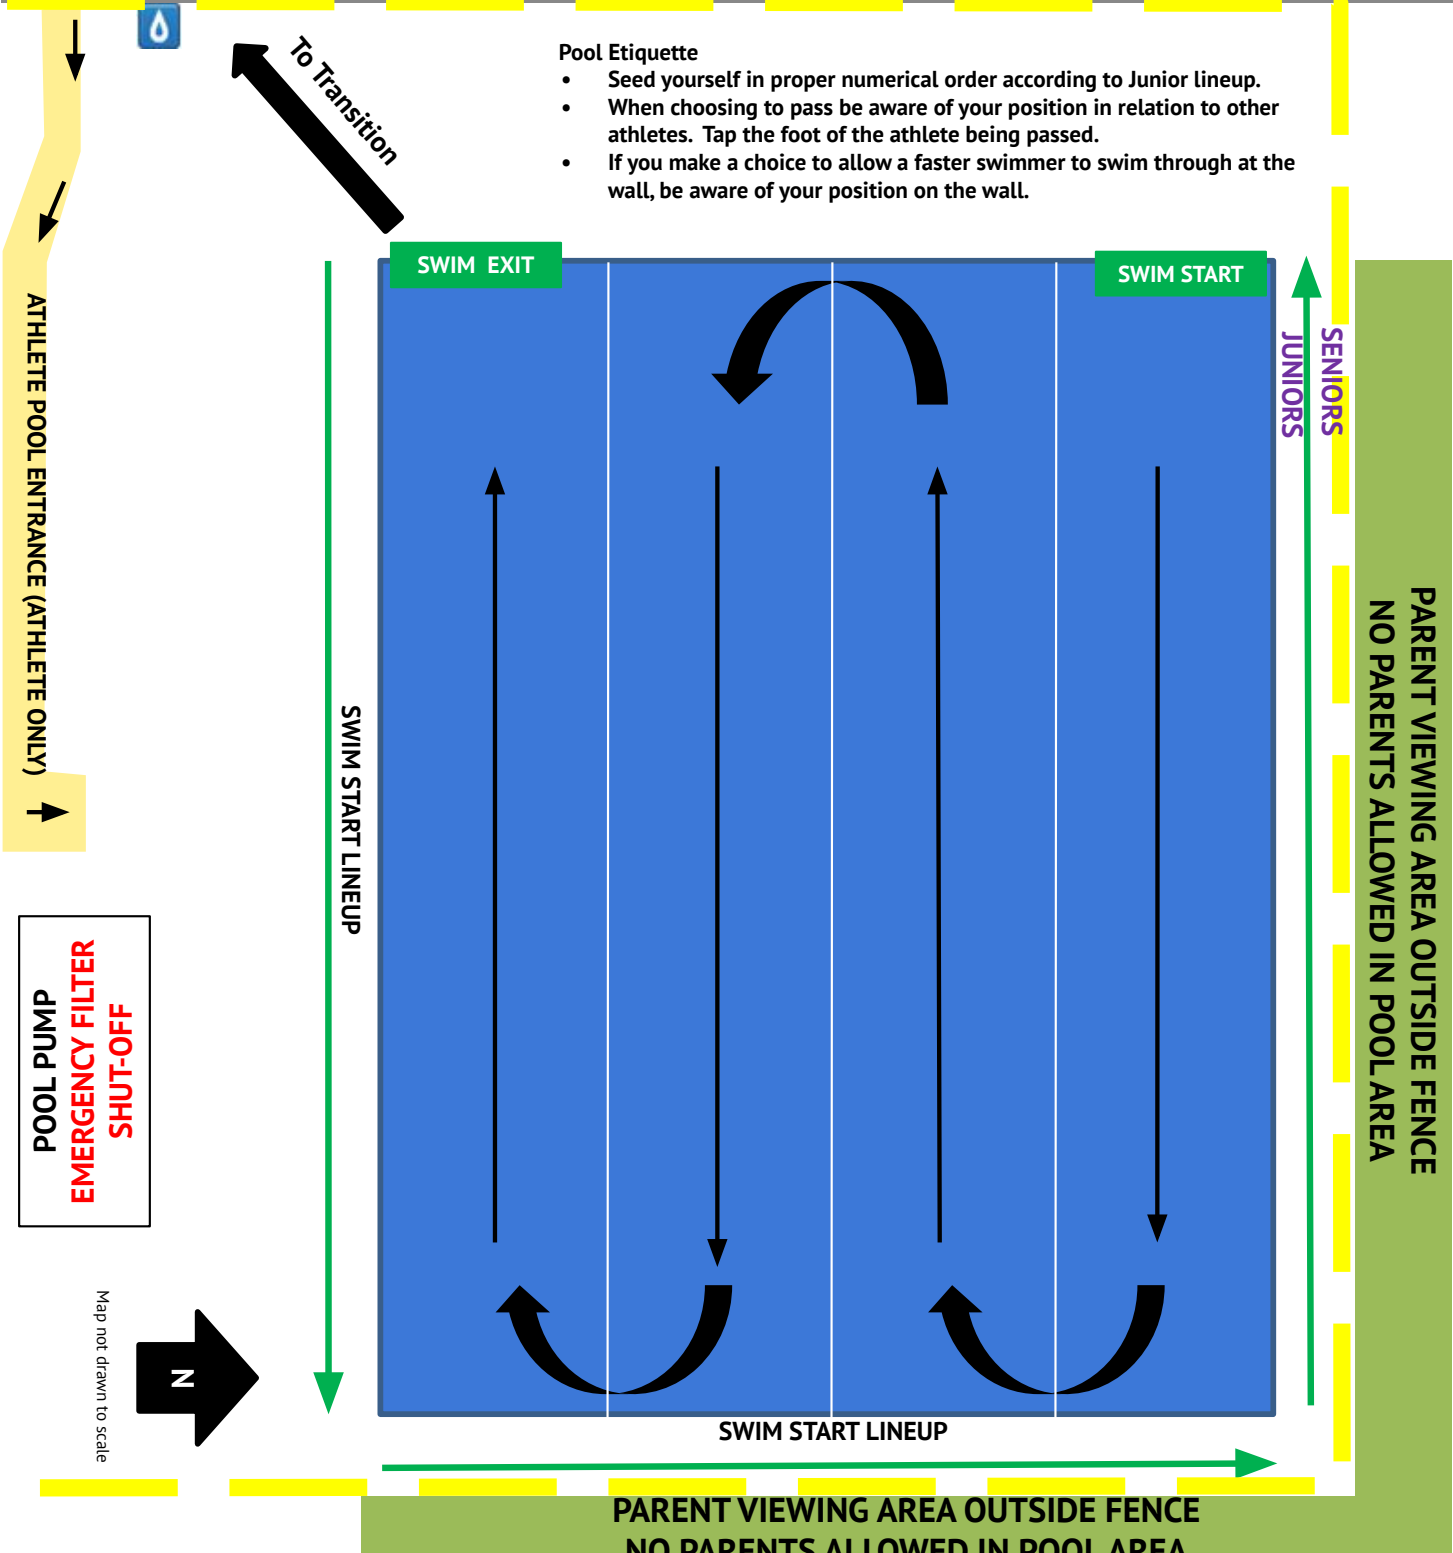 To Transition
Pool Etiquette
• Seed yourself in proper numerical order according to Junior lineup.
• When choosing to pass be aware of your position in relation to other
athletes. Tap the foot of the athlete being passed.
• If you make a choice to allow a faster swimmer to swim through at the
wall, be aware of your position on the wall.
SWIM EXIT
SWIM START
ATHLETE POOL ENTRANCE (ATHLETE ONLY)
SENIORS
JUNIORS
SWIM START LINEUP
PARENT VIEWING AREA OUTSIDE FENCE
NO PARENTS ALLOWED IN POOL AREA
POOL PUMP
EMERGENCY FILTER
SHUT-OFF
Map not drawn to scale
N
SWIM START LINEUP
PARENT VIEWING AREA OUTSIDE FENCE
NO PARENTS ALLOWED IN POOL AREA